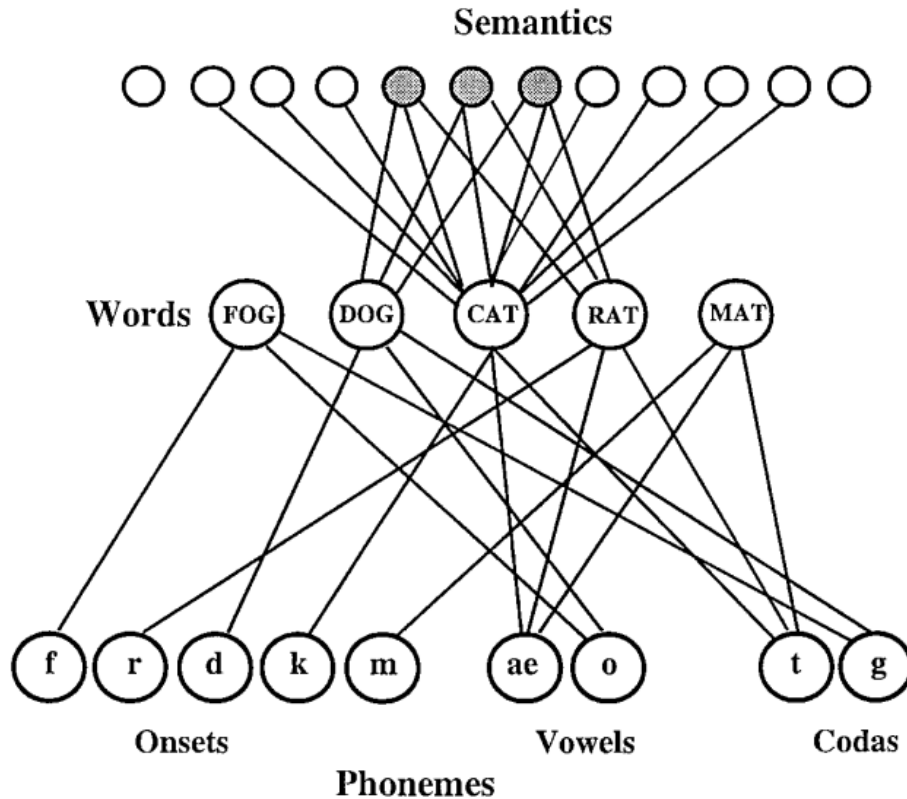 Semantics
Words FOG DOG CAT RAT MAT
f r d k m ae o t g
Onsets Vowels Codas
Phonemes